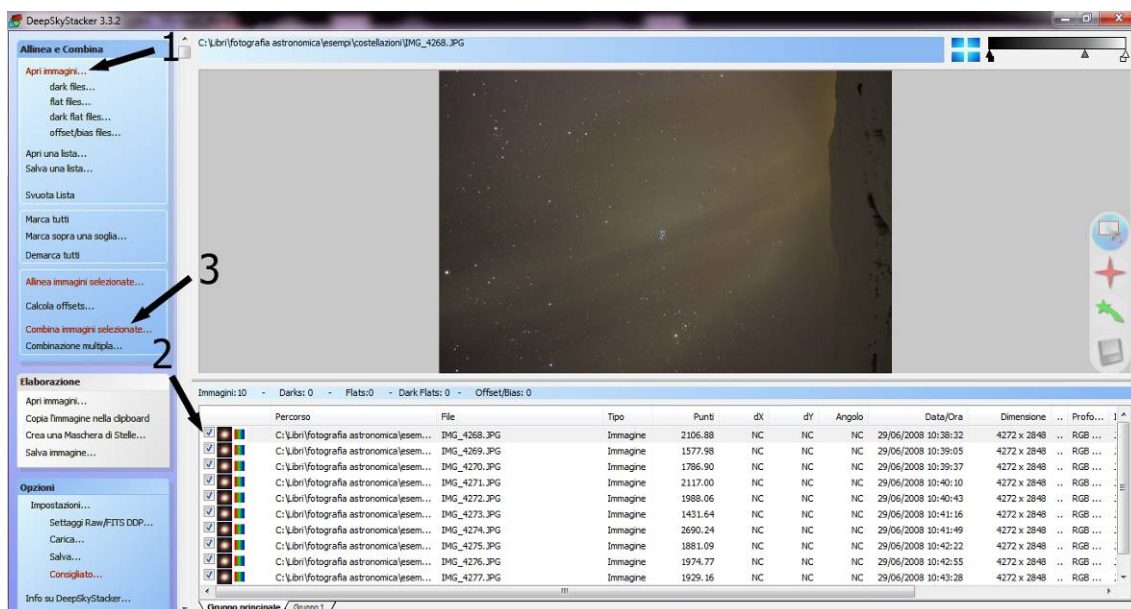 DeepSkyStacker 3.3.2
Allinea e Combina
1
Apri immagini...
dark files...
flat files...
dark flat files...
offset/bias files...
Apri una lista...
Salva una lista...
Svuota Lista
Marca tutti
Marca sopra una soglia...
Demarca tutti
Allinea immagini selezionate...
3
Calcola offsets...
Combina immagini selezionate...
Combinazione multipla...
2
Elaborazione
Apri immagini...
Copia l'immagine nella clipboard
Crea una Maschera di Stelle...
Salva immagine...
Opzioni
Impostazioni...
Settaggi Raw/FITS DDP...
Carica...
Salva...
Consigliato...
Info su DeepSkyStacker...
C:\Libri\fotografia astronomica\esempi\costellazioni\IMG_4268.JPG
Immagini:10 - Darks: 0 - Flats:0 - Dark Flats: 0 - Offset/Bias: 0
Percorso File Tipo Punti dX dY Angolo Data/Ora Dimensione .. Profo...
C:\Libri\fotografia astronomica\esem... IMG_4268.JPG Immagine 2106.88 NC NC NC 29/06/2008 10:38:32 4272 x 2848 .. RGB ...
C:\Libri\fotografia astronomica\esem... IMG_4269.JPG Immagine 1577.98 NC NC NC 29/06/2008 10:39:05 4272 x 2848 .. RGB ...
C:\Libri\fotografia astronomica\esem... IMG_4270.JPG Immagine 1786.90 NC NC NC 29/06/2008 10:39:37 4272 x 2848 .. RGB ...
C:\Libri\fotografia astronomica\esem... IMG_4271.JPG Immagine 2117.00 NC NC NC 29/06/2008 10:40:10 4272 x 2848 .. RGB ...
C:\Libri\fotografia astronomica\esem... IMG_4272.JPG Immagine 1988.06 NC NC NC 29/06/2008 10:40:43 4272 x 2848 .. RGB ...
C:\Libri\fotografia astronomica\esem... IMG_4273.JPG Immagine 1431.64 NC NC NC 29/06/2008 10:41:16 4272 x 2848 .. RGB ...
C:\Libri\fotografia astronomica\esem... IMG_4274.JPG Immagine 2690.24 NC NC NC 29/06/2008 10:41:49 4272 x 2848 .. RGB ...
C:\Libri\fotografia astronomica\esem... IMG_4275.JPG Immagine 1881.09 NC NC NC 29/06/2008 10:42:22 4272 x 2848 .. RGB ...
C:\Libri\fotografia astronomica\esem... IMG_4276.JPG Immagine 1974.77 NC NC NC 29/06/2008 10:42:55 4272 x 2848 .. RGB ...
C:\Libri\fotografia astronomica\esem... IMG_4277.JPG Immagine 1929.16 NC NC NC 29/06/2008 10:43:28 4272 x 2848 .. RGB ...
Gruppo principale Gruppo 1